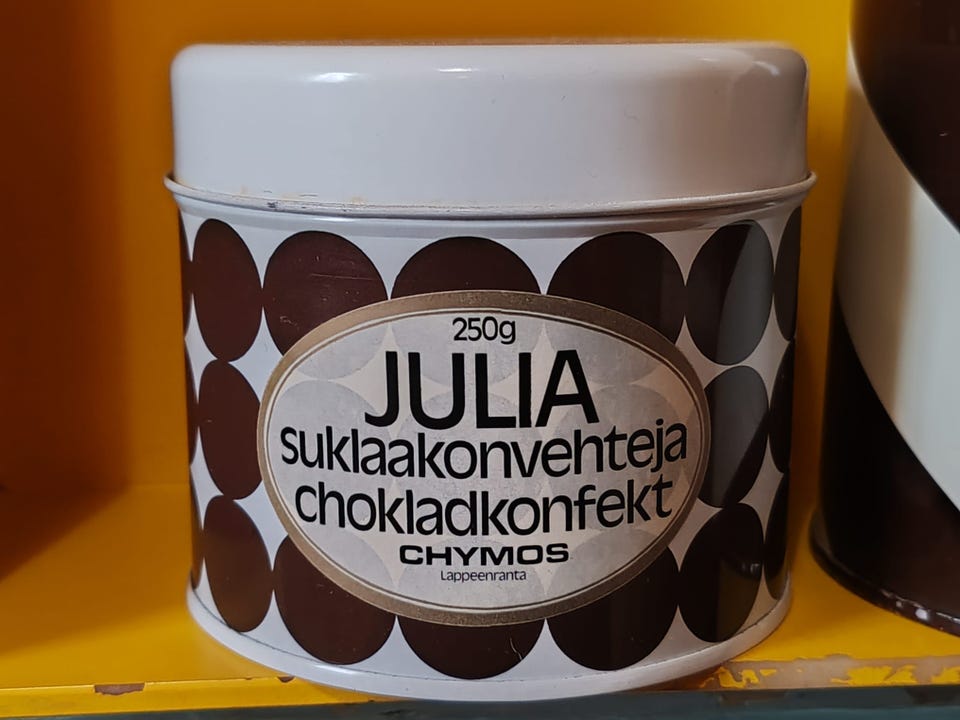 250g
JULIA
suklaakonvehteja
chokladkonfekt
CHYMOS
Lappeenranta